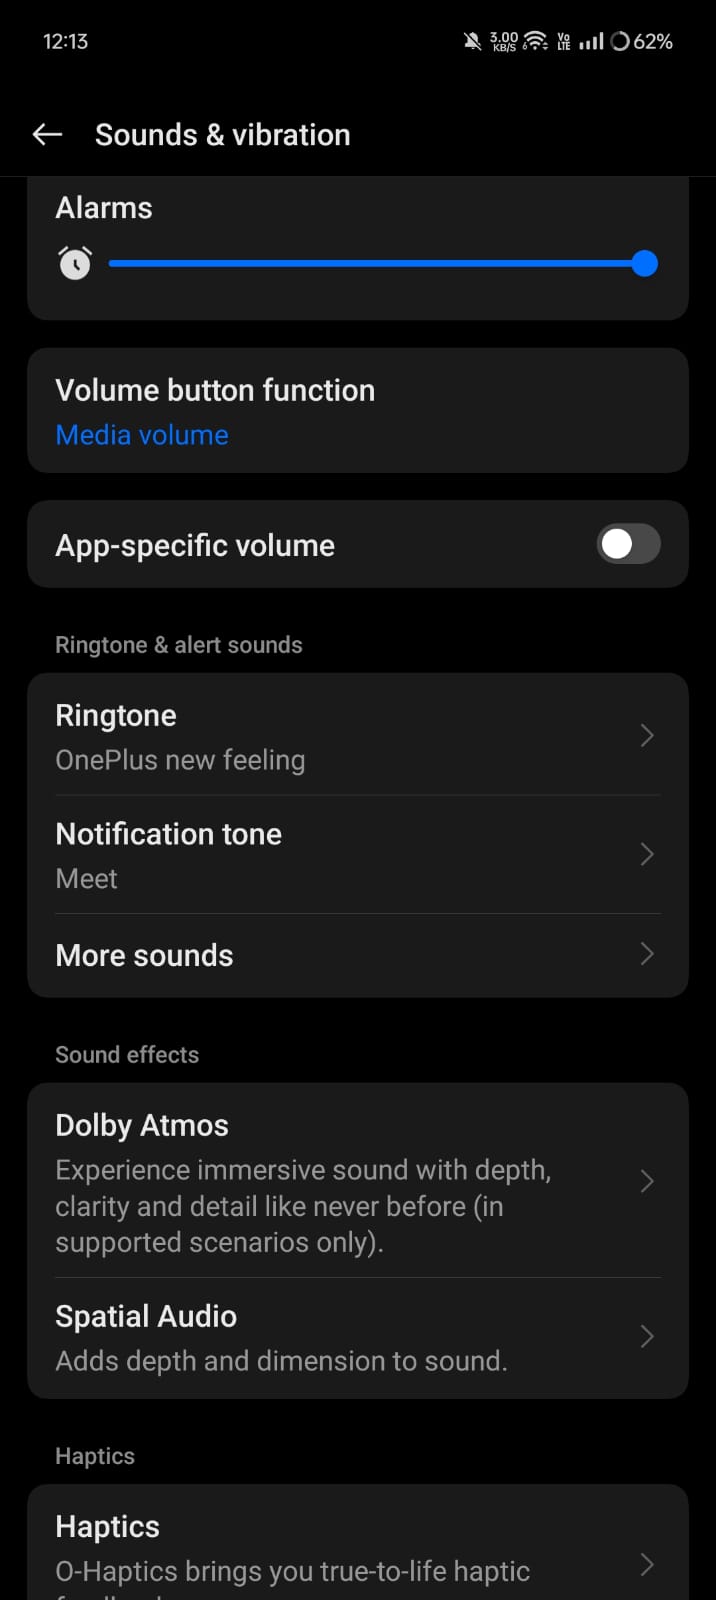 12:13
3.00
KB/S
6
Vo
LTE
62%
Sounds & vibration
Alarms
Volume button function
Media volume
App-specific volume
Ringtone & alert sounds
Ringtone
OnePlus new feeling
Notification tone
Meet
More sounds
Sound effects
Dolby Atmos
Experience immersive sound with depth,
clarity and detail like never before (in
supported scenarios only).
Spatial Audio
Adds depth and dimension to sound.
Haptics
Haptics
O-Haptics brings you true-to-life haptic